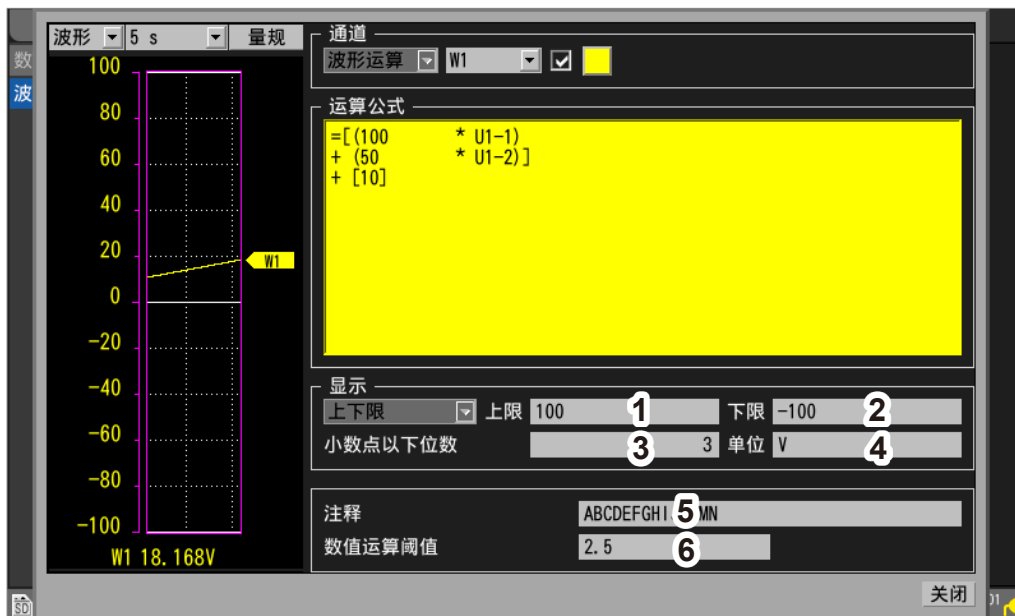 波形 5 s 量规
100
80
60
40
20
0
-20
-40
-60
-80
-100
W1
W1 18.168V
通道
波形运算 W1
运算公式
=[(100 * U1-1)
+ (50 * U1-2)]
+ [10]
显示
上下限 上限 100 1 下限 -100 2
小数点以下位数 3 3 单位 V 4
注释 ABCDEFGHI 5 MN
数值运算阈值 2.5 6
关闭
数
波
SD
01